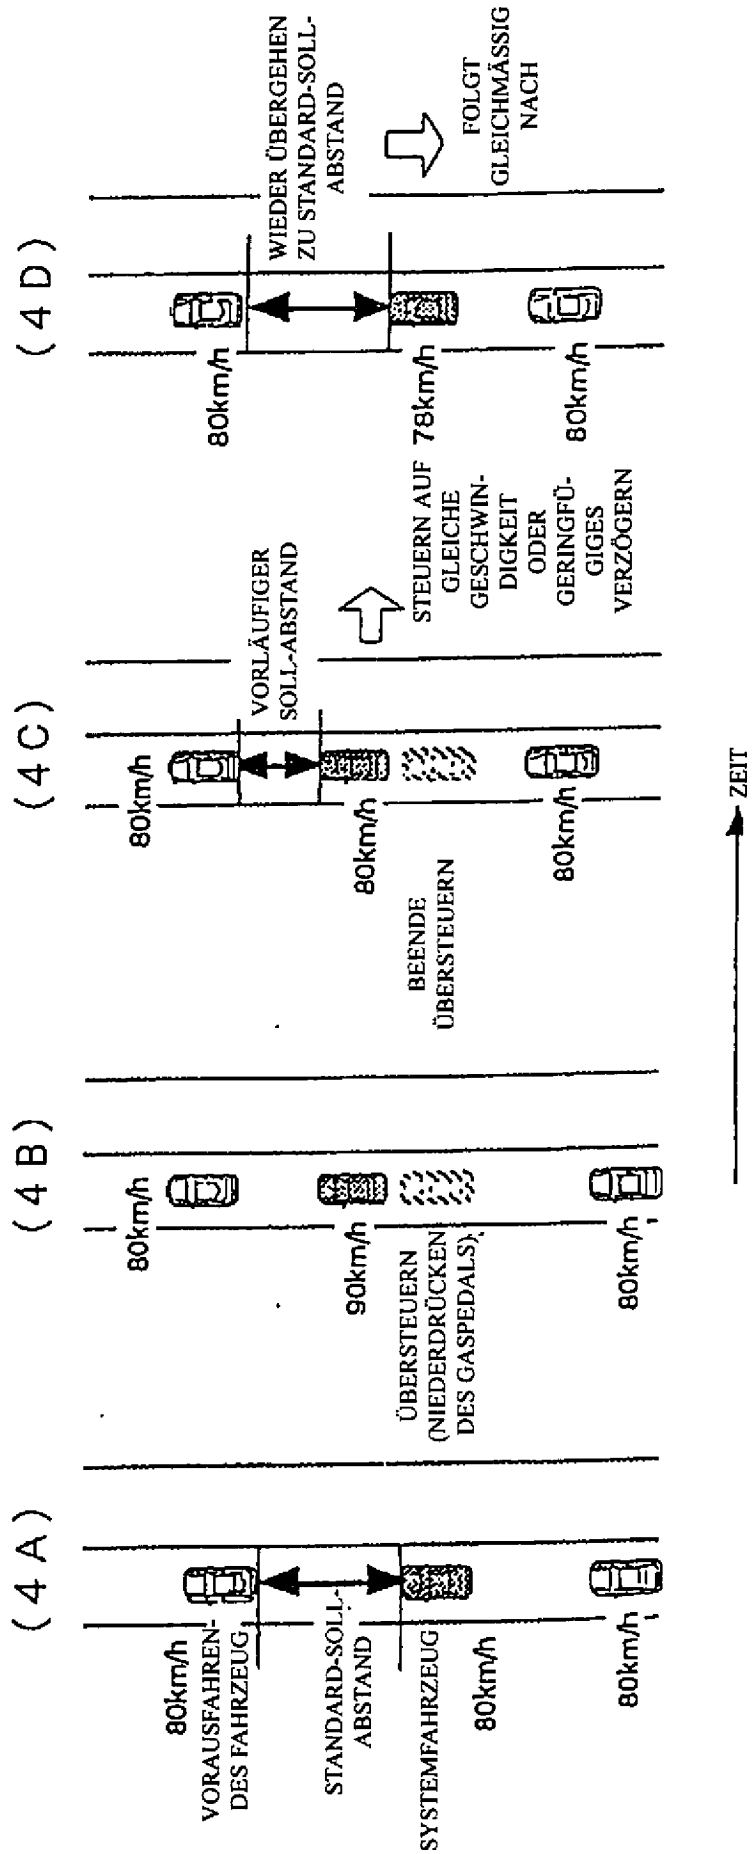 (4A)
80km/h
VORAUSFAHREN-
DES FAHRZEUG
STANDARD-SOLL-
ABSTAND
SYSTEMFAHRZEUG
80km/h
80km/h
(4B)
80km/h
90km/h
ÜBERSTEUERN
(NIEDERDRÜCKEN
DES GASPEDALS)
80km/h
(4C)
80km/h
VORLÄUFIGER
SOLL-ABSTAND
80km/h
BEENDE
ÜBERSTEUERN
80km/h
STEUERN AUF
GLEICHE
GESCHWIN-
DIGKEIT
ODER
GERINGFÜ-
GIGES
VERZÖGERN
(4D)
80km/h
WIEDER ÜBERGEHEN
ZU STANDARD-SOLL-
ABSTAND
78km/h
80km/h
FOLGT
GLEICHMÄSSIG
NACH
ZEIT